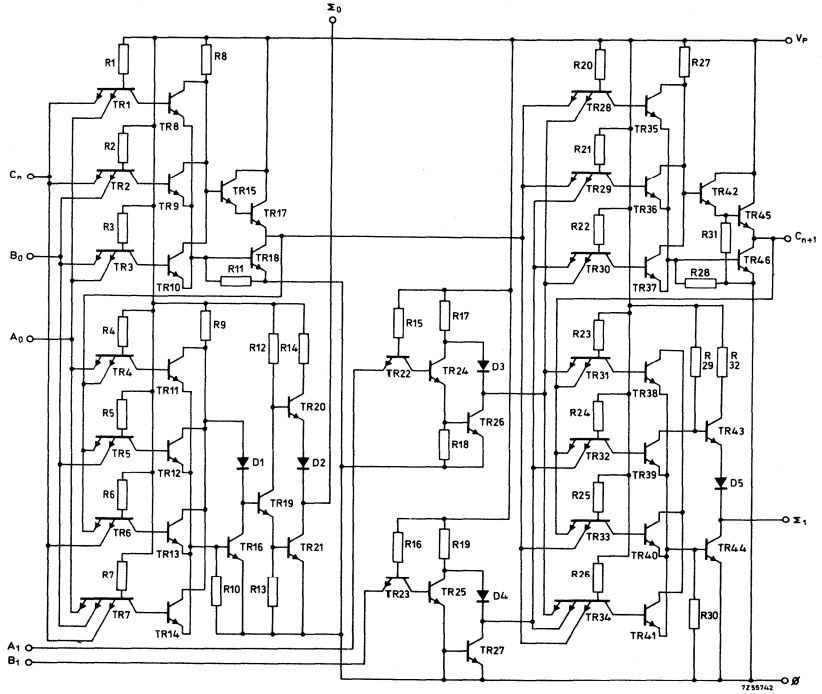 Σ0
VP
R1
R8
R20
R27
TR1
TR8
TR28
TR35
R2
R21
Cn
TR2
TR9
TR15
TR29
TR36
TR42
R3
TR17
R22
R31
TR45
B0
TR3
TR10
TR18
R11
TR30
TR37
R28
TR46
Cn+1
A0
R4
R9
R12
R14
R15
R17
R23
R29
R32
TR4
TR11
TR22
TR24
D3
TR31
TR38
R5
TR20
R24
TR43
TR5
TR12
D1
D2
R18
TR26
TR32
TR39
R6
R25
D5
TR6
TR13
TR19
TR33
TR40
Σ1
R7
TR16
TR21
R16
R19
R26
TR44
TR7
TR14
R10
R13
TR23
TR25
D4
TR34
TR41
R30
A1
B1
TR27
Ø
7Z55742